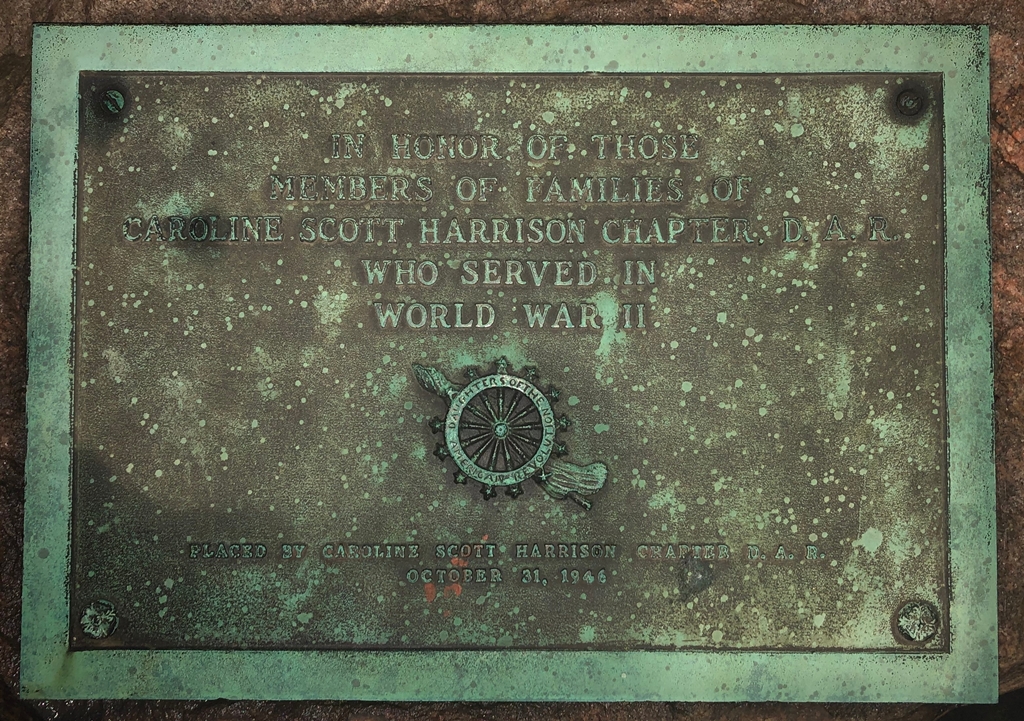 IN HONOR OF THOSE
MEMBERS OF FAMILIES OF
CAROLINE SCOTT HARRISON CHAPTER, D. A. R.
WHO SERVED IN
WORLD WAR II
DAUGHTERS OF THE
AMERICAN REVOLUTION
PLACED BY CAROLINE SCOTT HARRISON CHAPTER D. A. R.
OCTOBER 31, 1946